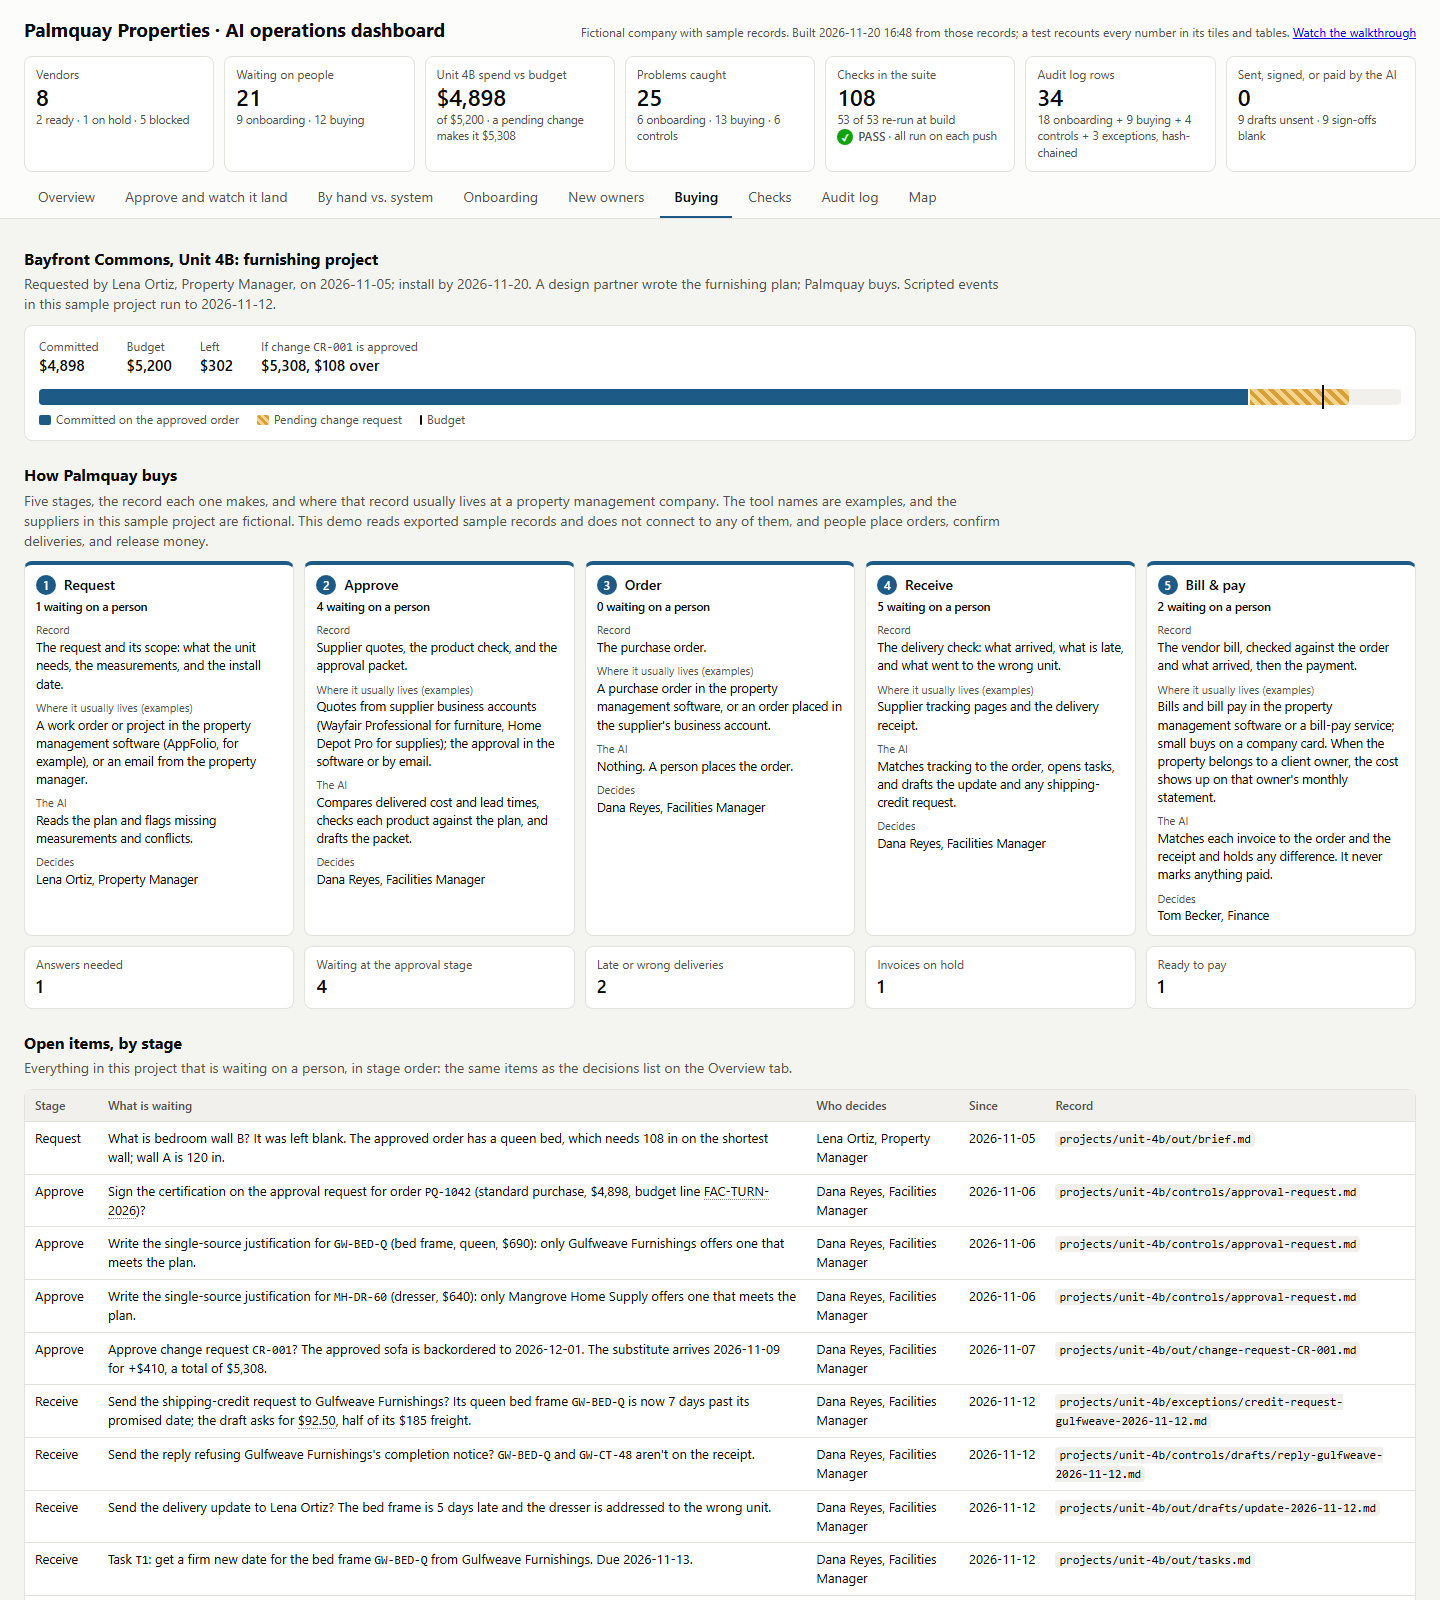 Palmquay Properties · AI operations dashboard
Fictional company with sample records. Built 2026-11-20 16:48 from those records; a test recounts every number in its tiles and tables. Watch the walkthrough
Vendors
8
2 ready · 1 on hold · 5 blocked
Waiting on people
21
9 onboarding · 12 buying
Unit 4B spend vs budget
$4,898
of $5,200 · a pending change
makes it $5,308
Problems caught
25
6 onboarding · 13 buying · 6
controls
Checks in the suite
108
53 of 53 re-run at build
✓ PASS · all run on each push
Audit log rows
34
18 onboarding + 9 buying + 4
controls + 3 exceptions, hash-
chained
Sent, signed, or paid by the AI
0
9 drafts unsent · 9 sign-offs
blank
Overview
Approve and watch it land
By hand vs. system
Onboarding
New owners
Buying
Checks
Audit log
Map
Bayfront Commons, Unit 4B: furnishing project
Requested by Lena Ortiz, Property Manager, on 2026-11-05; install by 2026-11-20. A design partner wrote the furnishing plan; Palmquay buys. Scripted events
in this sample project run to 2026-11-12.
Committed
$4,898
Budget
$5,200
Left
$302
If change CR-001 is approved
$5,308, $108 over
Committed on the approved order
Pending change request
Budget
How Palmquay buys
Five stages, the record each one makes, and where that record usually lives at a property management company. The tool names are examples, and the
suppliers in this sample project are fictional. This demo reads exported sample records and does not connect to any of them, and people place orders, confirm
deliveries, and release money.
1 Request
1 waiting on a person
Record
The request and its scope: what the unit
needs, the measurements, and the install
date.
Where it usually lives (examples)
A work order or project in the property
management software (AppFolio, for
example), or an email from the property
manager.
The AI
Reads the plan and flags missing
measurements and conflicts.
Decides
Lena Ortiz, Property Manager
2 Approve
4 waiting on a person
Record
Supplier quotes, the product check, and the
approval packet.
Where it usually lives (examples)
Quotes from supplier business accounts
(Wayfair Professional for furniture, Home
Depot Pro for supplies); the approval in the
software or by email.
The AI
Compares delivered cost and lead times,
checks each product against the plan, and
drafts the packet.
Decides
Dana Reyes, Facilities Manager
3 Order
0 waiting on a person
Record
The purchase order.
Where it usually lives (examples)
A purchase order in the property
management software, or an order placed in
the supplier's business account.
The AI
Nothing. A person places the order.
Decides
Dana Reyes, Facilities Manager
4 Receive
5 waiting on a person
Record
The delivery check: what arrived, what is late,
and what went to the wrong unit.
Where it usually lives (examples)
Supplier tracking pages and the delivery
receipt.
The AI
Matches tracking to the order, opens tasks,
and drafts the update and any shipping-
credit request.
Decides
Dana Reyes, Facilities Manager
5 Bill & pay
2 waiting on a person
Record
The vendor bill, checked against the order
and what arrived, then the payment.
Where it usually lives (examples)
Bills and bill pay in the property
management software or a bill-pay service;
small buys on a company card. When the
property belongs to a client owner, the cost
shows up on that owner's monthly
statement.
The AI
Matches each invoice to the order and the
receipt and holds any difference. It never
marks anything paid.
Decides
Tom Becker, Finance
Answers needed
1
Waiting at the approval stage
4
Late or wrong deliveries
2
Invoices on hold
1
Ready to pay
1
Open items, by stage
Everything in this project that is waiting on a person, in stage order: the same items as the decisions list on the Overview tab.
Stage What is waiting Who decides Since Record
Request What is bedroom wall B? It was left blank. The approved order has a queen bed, which needs 108 in on the shortest Lena Ortiz, Property 2026-11-05 projects/unit-4b/out/brief.md
wall; wall A is 120 in. Manager
Approve Sign the certification on the approval request for order PQ-1042 (standard purchase, $4,898, budget line FAC-TURN- Dana Reyes, Facilities 2026-11-06 projects/unit-4b/controls/approval-request.md
2026)? Manager
Approve Write the single-source justification for GW-BED-Q (bed frame, queen, $690): only Gulfweave Furnishings offers one that Dana Reyes, Facilities 2026-11-06 projects/unit-4b/controls/approval-request.md
meets the plan. Manager
Approve Write the single-source justification for MH-DR-60 (dresser, $640): only Mangrove Home Supply offers one that meets the Dana Reyes, Facilities 2026-11-06 projects/unit-4b/controls/approval-request.md
plan. Manager
Approve Approve change request CR-001? The approved sofa is backordered to 2026-12-01. The substitute arrives 2026-11-09 Dana Reyes, Facilities 2026-11-07 projects/unit-4b/out/change-request-CR-001.md
for +$410, a total of $5,308. Manager
Receive Send the shipping-credit request to Gulfweave Furnishings? Its queen bed frame GW-BED-Q is now 7 days past its Dana Reyes, Facilities 2026-11-12 projects/unit-4b/exceptions/credit-request-
promised date; the draft asks for $92.50, half of its $185 freight. Manager gulfweave-2026-11-12.md
Receive Send the reply refusing Gulfweave Furnishings's completion notice? GW-BED-Q and GW-CT-48 aren't on the receipt. Dana Reyes, Facilities 2026-11-12 projects/unit-4b/controls/drafts/reply-gulfweave-
Manager 2026-11-12.md
Receive Send the delivery update to Lena Ortiz? The bed frame is 5 days late and the dresser is addressed to the wrong unit. Dana Reyes, Facilities 2026-11-12 projects/unit-4b/out/drafts/update-2026-11-12.md
Manager
Receive Task T1: get a firm new date for the bed frame GW-BED-Q from Gulfweave Furnishings. Due 2026-11-13. Dana Reyes, Facilities 2026-11-12 projects/unit-4b/out/tasks.md
Manager